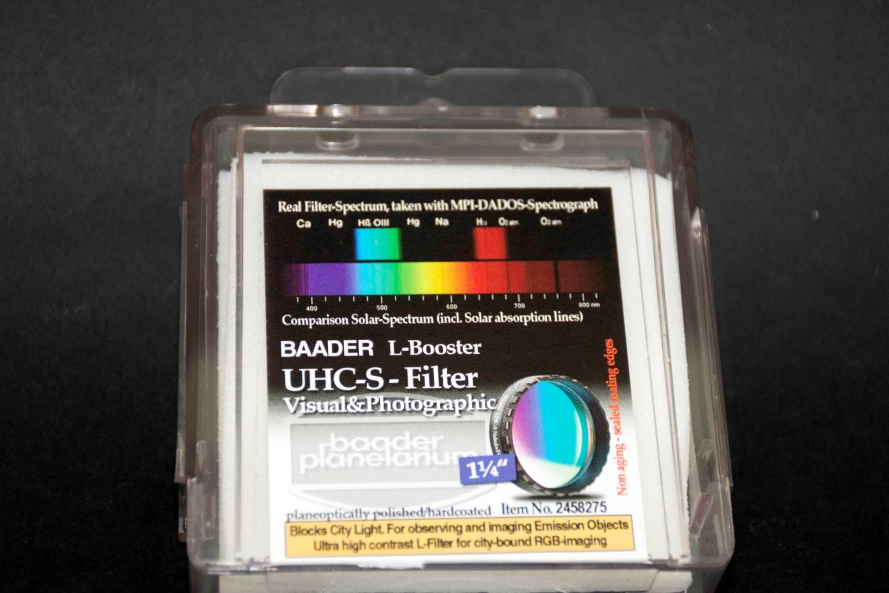 Real Filter-Spectrum, taken with MPI-DADOS-Spectrograph
Ca Hg Hß OIII Hg Na Hα O2 atm O2 atm
400 500 600 700 800 nm
Comparison Solar-Spectrum (incl. Solar absorption lines)
BAADER L-Booster
UHC-S - Filter
Visual&Photographic
baader
planetarium
1¼"
Non aging - sealed coating edges
planeoptically polished/hardcoated Item No. 2458275
Blocks City Light. For observing and imaging Emission Objects
Ultra high contrast L-Filter for city-bound RGB-imaging